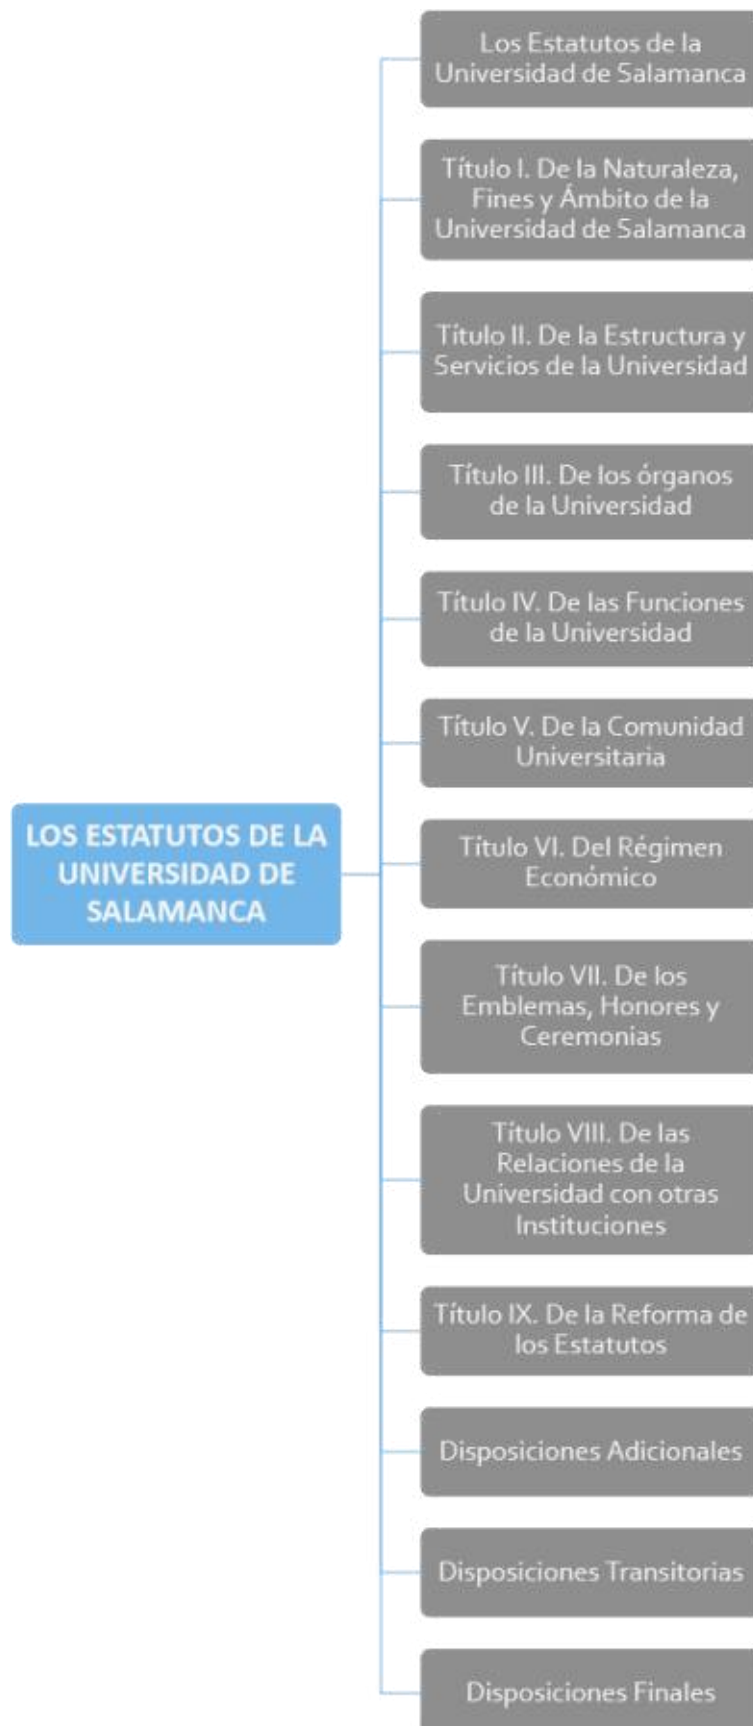 Los Estatutos de la
Universidad de Salamanca
Título I. De la Naturaleza,
Fines y Ámbito de la
Universidad de Salamanca
Título II. De la Estructura y
Servicios de la Universidad
Título III. De los órganos
de la Universidad
Título IV. De las Funciones
de la Universidad
Título V. De la Comunidad
Universitaria
LOS ESTATUTOS DE LA
UNIVERSIDAD DE
SALAMANCA
Título VI. Del Régimen
Económico
Título VII. De los
Emblemas, Honores y
Ceremonias
Título VIII. De las
Relaciones de la
Universidad con otras
Instituciones
Título IX. De la Reforma de
los Estatutos
Disposiciones Adicionales
Disposiciones Transitorias
Disposiciones Finales